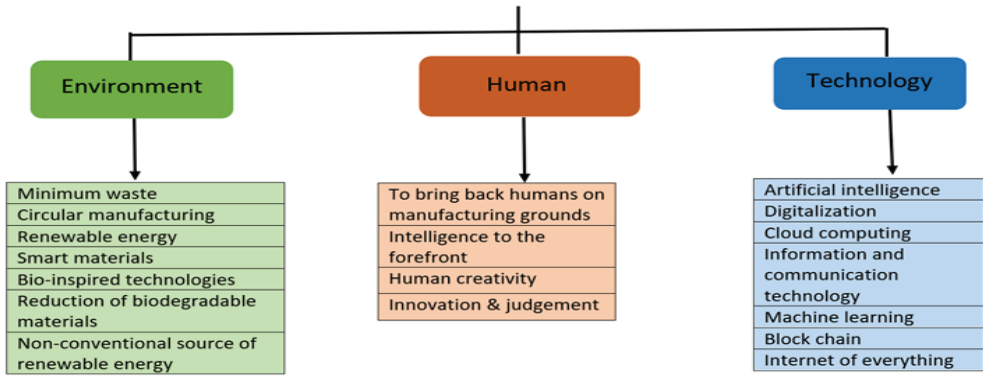 Environment
Human
Technology
Minimum waste
Circular manufacturing
Renewable energy
Smart materials
Bio-inspired technologies
Reduction of biodegradable
materials
Non-conventional source of
renewable energy
To bring back humans on
manufacturing grounds
Intelligence to the
forefront
Human creativity
Innovation & judgement
Artificial intelligence
Digitalization
Cloud computing
Information and
communication
technology
Machine learning
Block chain
Internet of everything